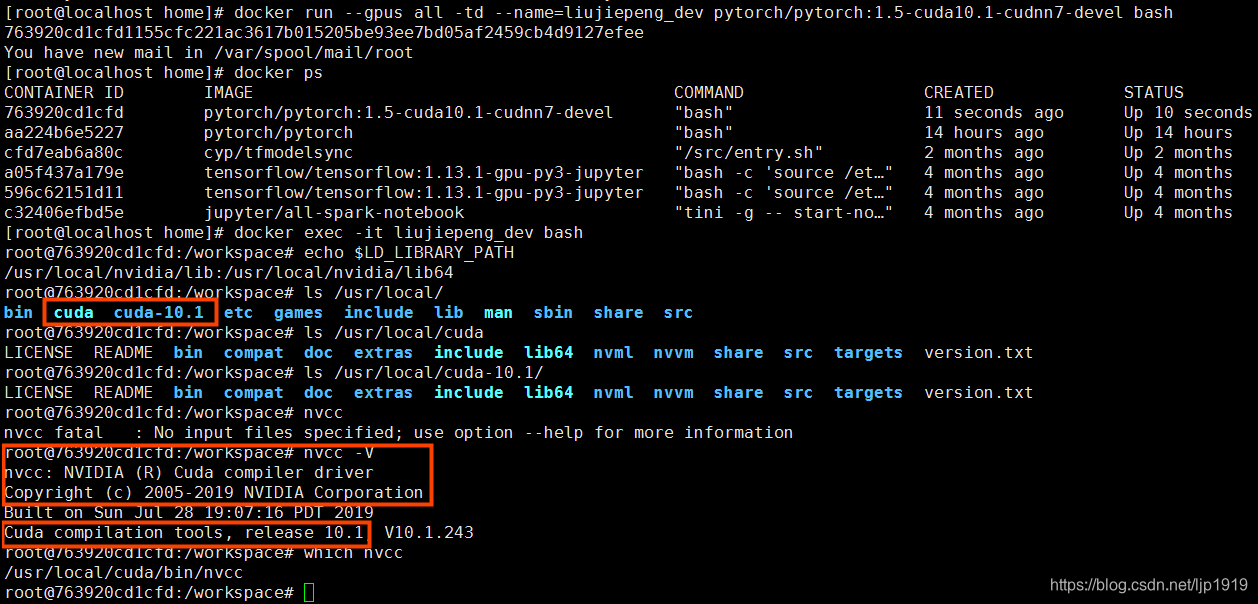 [root@localhost home]# docker run --gpus all -td --name=liujiepeng_dev pytorch/pytorch:1.5-cuda10.1-cudnn7-devel bash
763920cd1cfd1155cfc221ac3617b015205be93ee7bd05af2459cb4d9127efee
You have new mail in /var/spool/mail/root
[root@localhost home]# docker ps
CONTAINER ID        IMAGE                                          COMMAND                  CREATED             STATUS
763920cd1cfd        pytorch/pytorch:1.5-cuda10.1-cudnn7-devel      "bash"                   11 seconds ago      Up 10 seconds
aa224b6e5227        pytorch/pytorch                                "bash"                   14 hours ago        Up 14 hours
cfd7eab6a80c        cyp/tfmodelsync                                "/src/entry.sh"          2 months ago        Up 2 months
a05f437a179e        tensorflow/tensorflow:1.13.1-gpu-py3-jupyter   "bash -c 'source /et…"   4 months ago        Up 4 months
596c62151d11        tensorflow/tensorflow:1.13.1-gpu-py3-jupyter   "bash -c 'source /et…"   4 months ago        Up 4 months
c32406efbd5e        jupyter/all-spark-notebook                     "tini -g -- start-no…"   4 months ago        Up 4 months
[root@localhost home]# docker exec -it liujiepeng_dev bash
root@763920cd1cfd:/workspace# echo $LD_LIBRARY_PATH
/usr/local/nvidia/lib:/usr/local/nvidia/lib64
root@763920cd1cfd:/workspace# ls /usr/local/
bin  cuda  cuda-10.1  etc  games  include  lib  man  sbin  share  src
root@763920cd1cfd:/workspace# ls /usr/local/cuda
LICENSE  README  bin  compat  doc  extras  include  lib64  nvml  nvvm  share  src  targets  version.txt
root@763920cd1cfd:/workspace# ls /usr/local/cuda-10.1/
LICENSE  README  bin  compat  doc  extras  include  lib64  nvml  nvvm  share  src  targets  version.txt
root@763920cd1cfd:/workspace# nvcc
nvcc fatal   : No input files specified; use option --help for more information
root@763920cd1cfd:/workspace# nvcc -V
nvcc: NVIDIA (R) Cuda compiler driver
Copyright (c) 2005-2019 NVIDIA Corporation
Built on Sun Jul 28 19:07:16 PDT 2019
Cuda compilation tools, release 10.1, V10.1.243
root@763920cd1cfd:/workspace# which nvcc
/usr/local/cuda/bin/nvcc
root@763920cd1cfd:/workspace#
https://blog.csdn.net/ljp1919